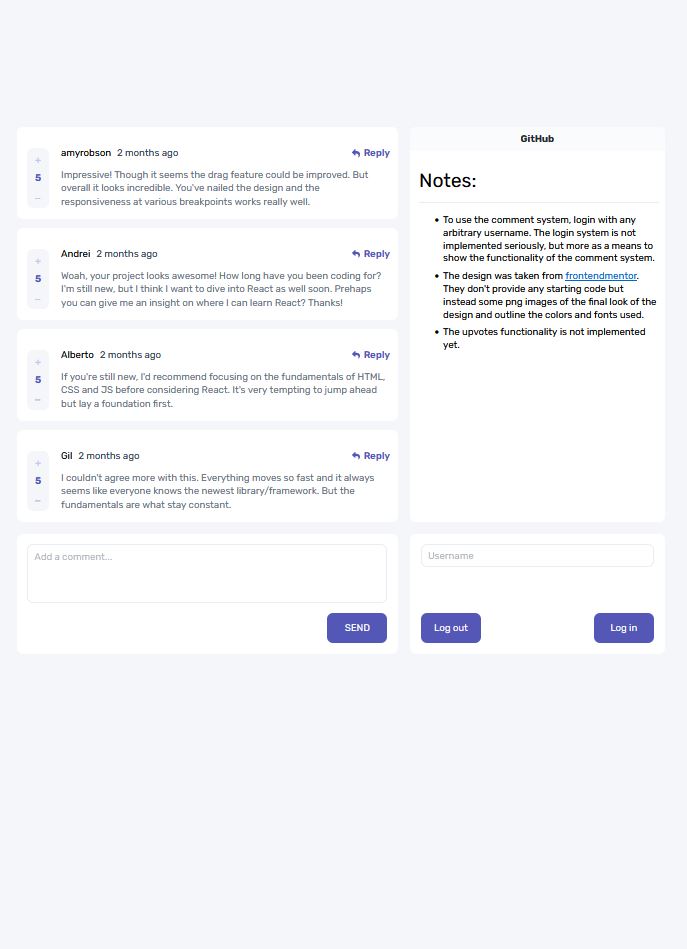 amyrobson 2 months ago
Reply
+
5
–
Impressive! Though it seems the drag feature could be improved. But
overall it looks incredible. You've nailed the design and the
responsiveness at various breakpoints works really well.
Andrei 2 months ago
Reply
+
5
–
Woah, your project looks awesome! How long have you been coding for?
I'm still new, but I think I want to dive into React as well soon. Prehaps
you can give me an insight on where I can learn React? Thanks!
Alberto 2 months ago
Reply
+
5
–
If you're still new, I'd recommend focusing on the fundamentals of HTML,
CSS and JS before considering React. It's very tempting to jump ahead
but lay a foundation first.
Gil 2 months ago
Reply
+
5
–
I couldn't agree more with this. Everything moves so fast and it always
seems like everyone knows the newest library/framework. But the
fundamentals are what stay constant.
Add a comment...
SEND
GitHub
Notes:
• To use the comment system, login with any
arbitrary username. The login system is not
implemented seriously, but more as a means to
show the functionality of the comment system.
• The design was taken from frontendmentor.
They don't provide any starting code but
instead some png images of the final look of the
design and outline the colors and fonts used.
• The upvotes functionality is not implemented
yet.
Username
Log out
Log in